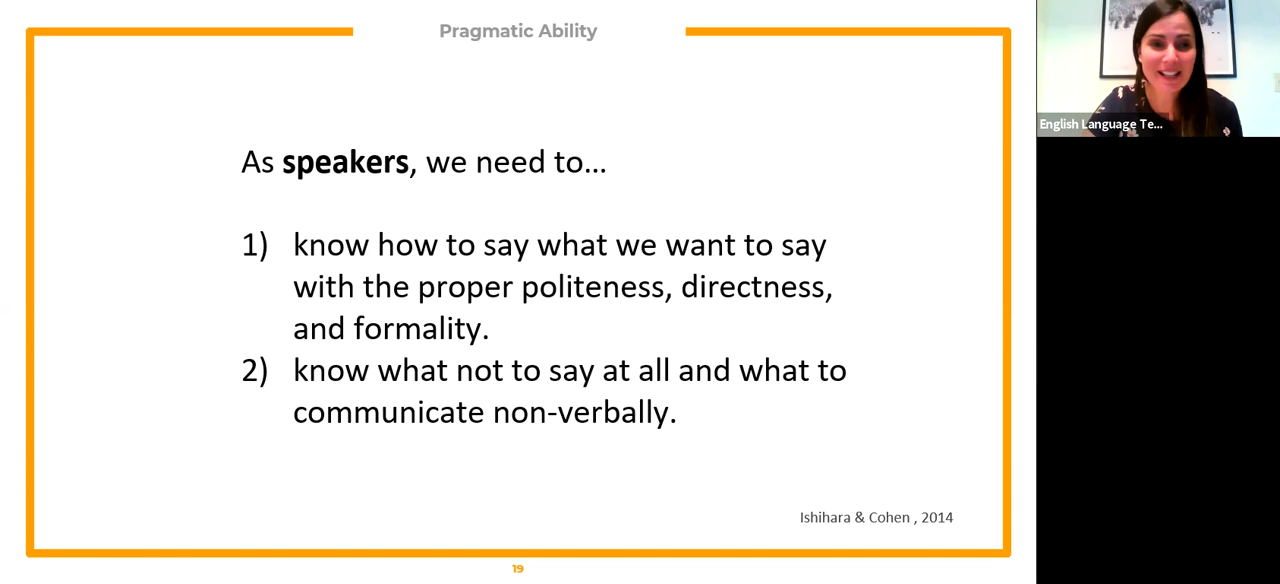 Pragmatic Ability
English Language Te...
As speakers, we need to...
1) know how to say what we want to say
with the proper politeness, directness,
and formality.
2) know what not to say at all and what to
communicate non-verbally.
Ishihara & Cohen , 2014
19